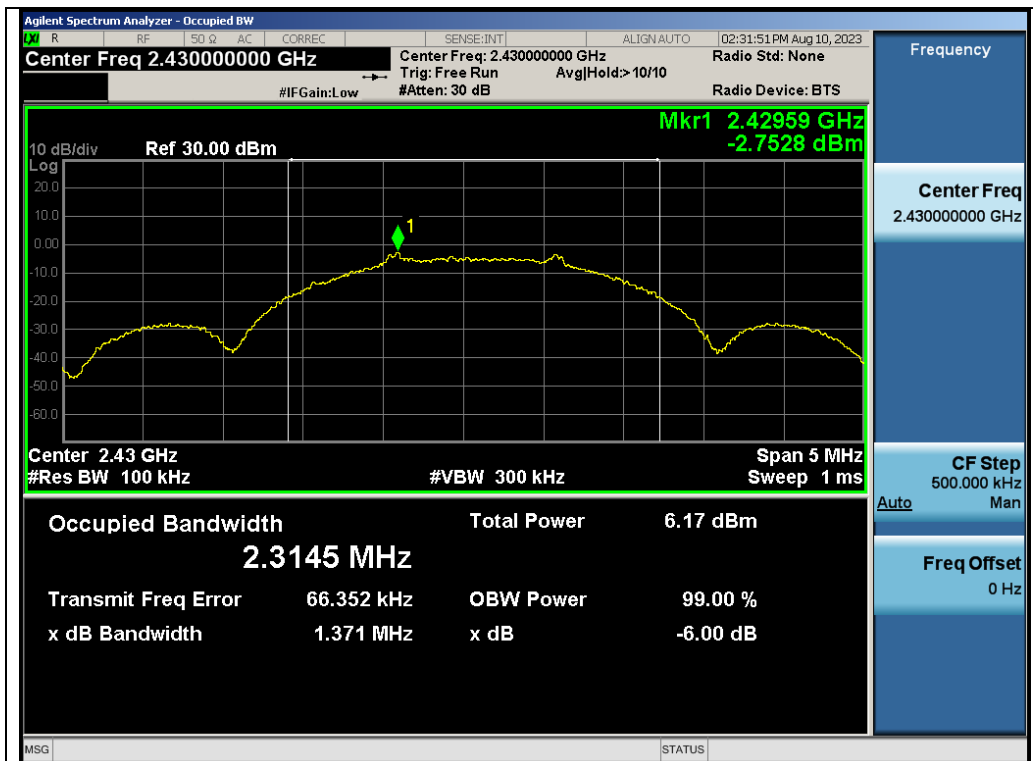 Agilent Spectrum Analyzer - Occupied BW
LXI R RF 50 Ω AC CORREC SENSE:INT ALIGN AUTO 02:31:51 PM Aug 10, 2023
Center Freq 2.430000000 GHz
Center Freq: 2.430000000 GHz Radio Std: None
Trig: Free Run Avg|Hold:> 10/10
#IFGain:Low #Atten: 30 dB Radio Device: BTS
Frequency
Mkr1 2.42959 GHz
-2.7528 dBm
10 dB/div Ref 30.00 dBm
Log
20.0
10.0
0.00
-10.0
-20.0
-30.0
-40.0
-50.0
-60.0
1
Center 2.43 GHz Span 5 MHz
#Res BW 100 kHz #VBW 300 kHz Sweep 1 ms
Center Freq
2.430000000 GHz
CF Step
500.000 kHz
Auto Man
Freq Offset
0 Hz
Occupied Bandwidth Total Power 6.17 dBm
2.3145 MHz
Transmit Freq Error 66.352 kHz OBW Power 99.00 %
x dB Bandwidth 1.371 MHz x dB -6.00 dB
MSG STATUS